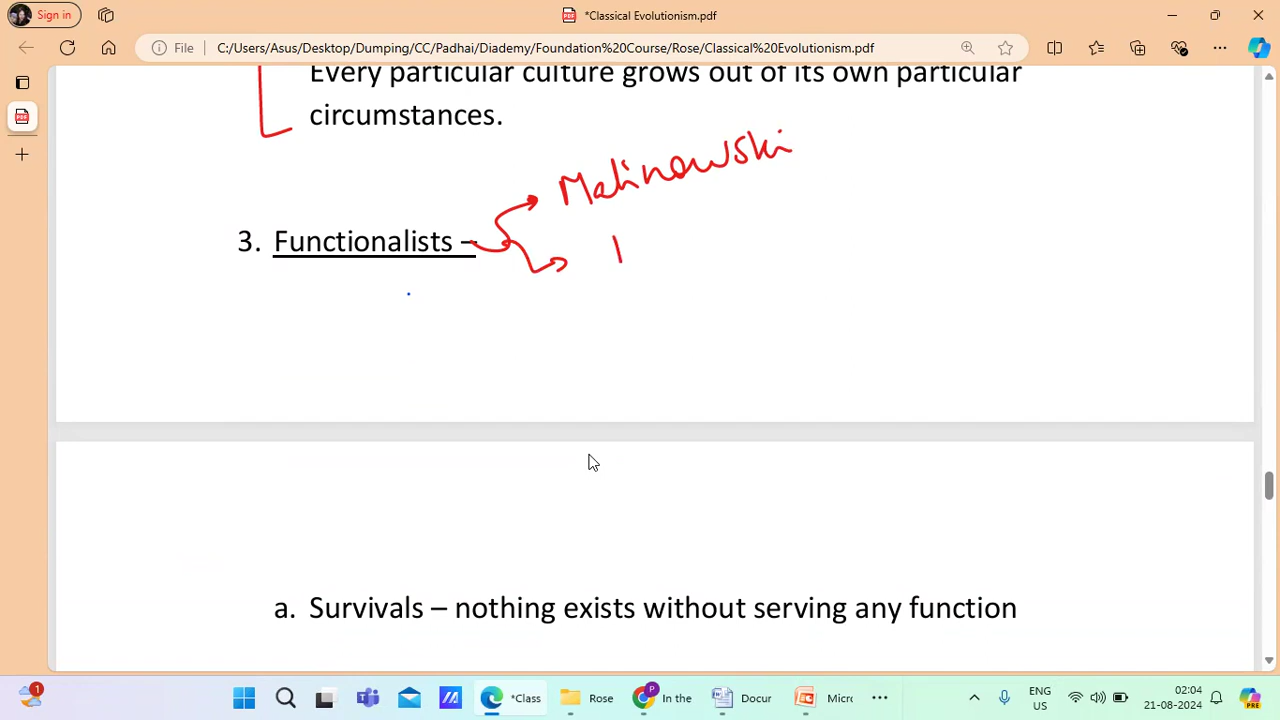 Sign in
*Classical Evolutionism.pdf
File C:/Users/Asus/Desktop/Dumping/CC/Padhai/Diademy/Foundation%20Course/Rose/Classical%20Evolutionism.pdf
Every particular culture grows out of its own particular
circumstances.
Malinowski
3. Functionalists –
a. Survivals – nothing exists without serving any function
1
*Class
Rose
In the
Docur
Micro
ENG
US
02:04
21-08-2024